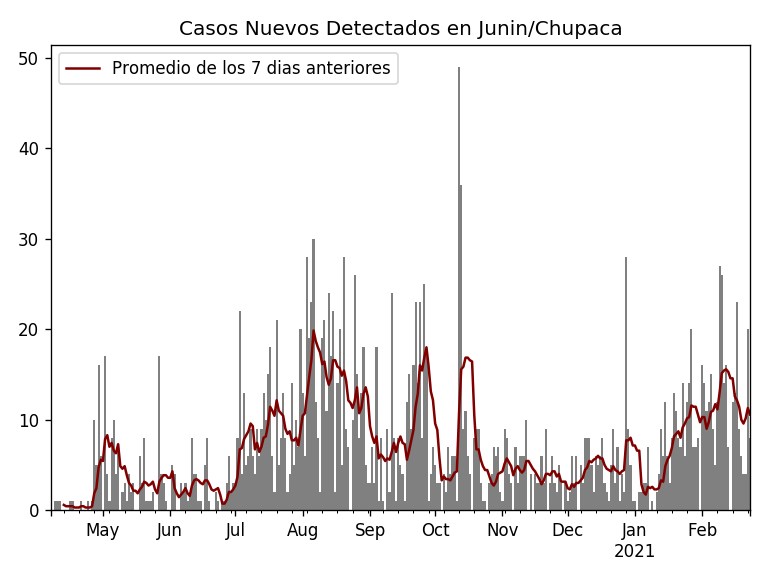 Casos Nuevos Detectados en Junin/Chupaca
Promedio de los 7 dias anteriores
50
40
30
20
10
0
May Jun Jul Aug Sep Oct Nov Dec Jan Feb
2021